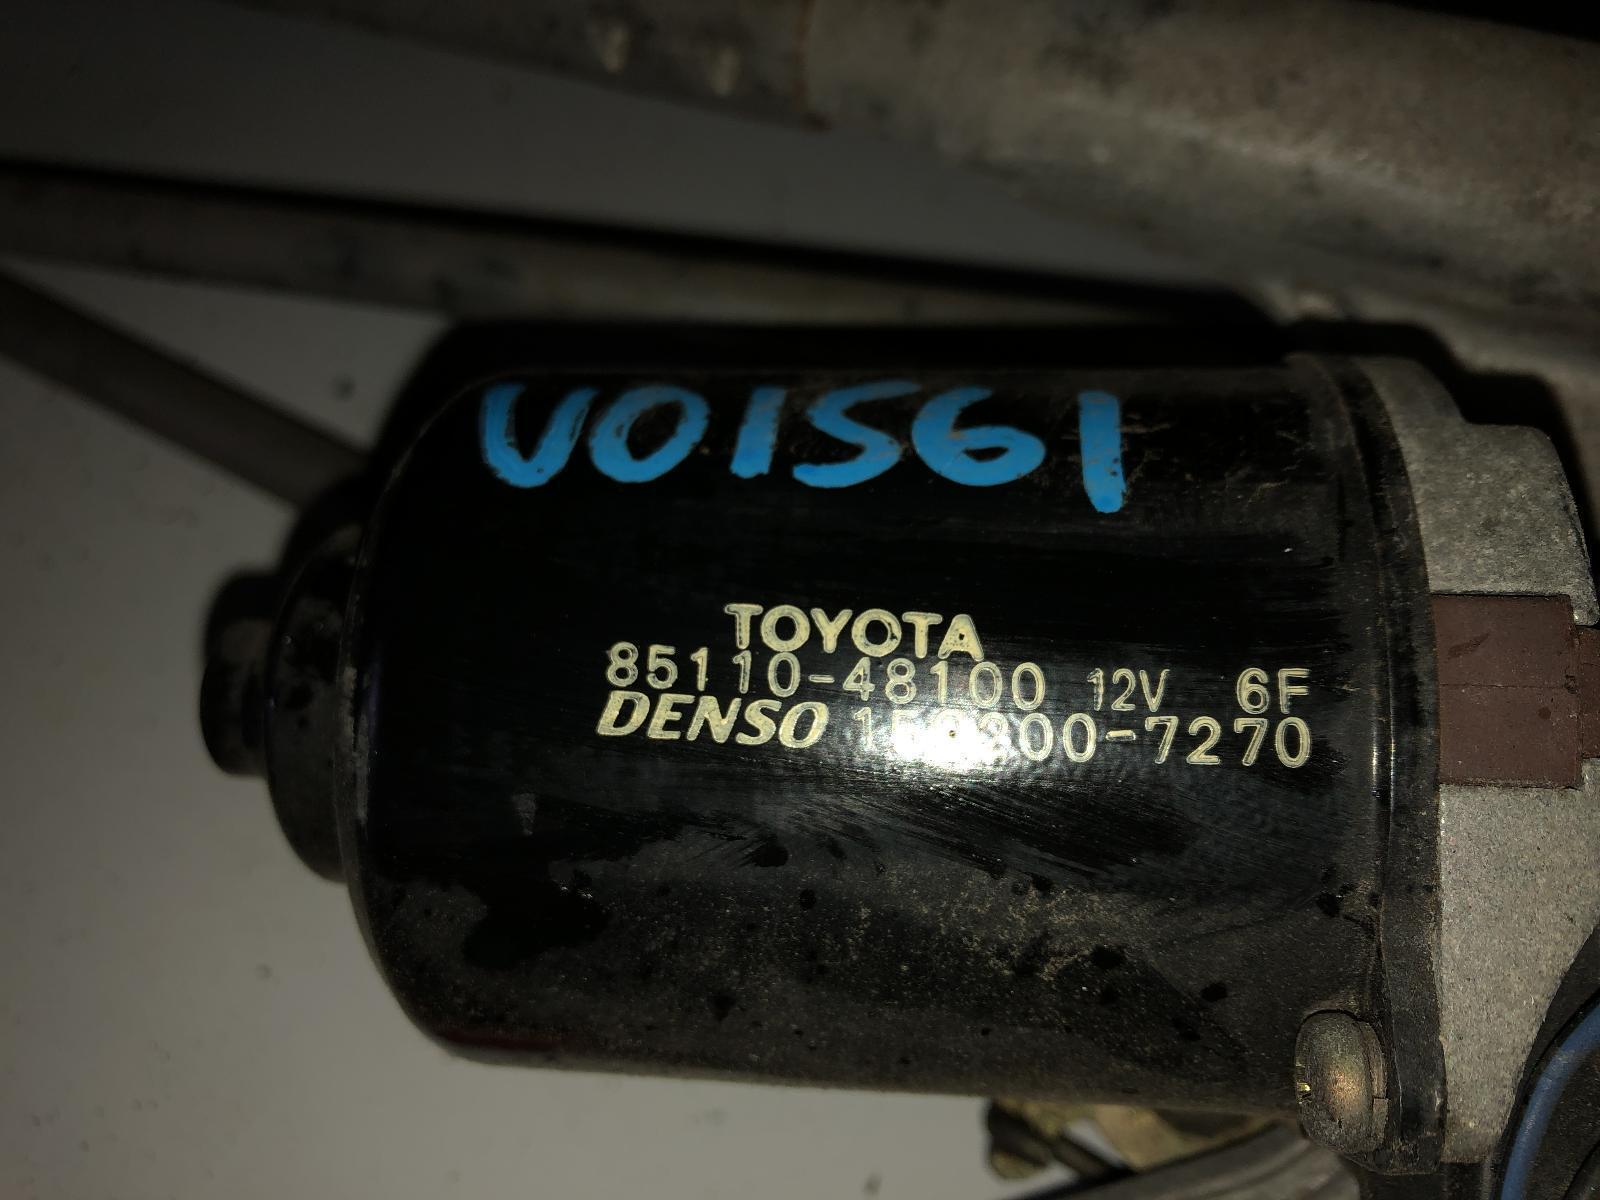 V01561
TOYOTA
85110-48100 12V 6F
DENSO